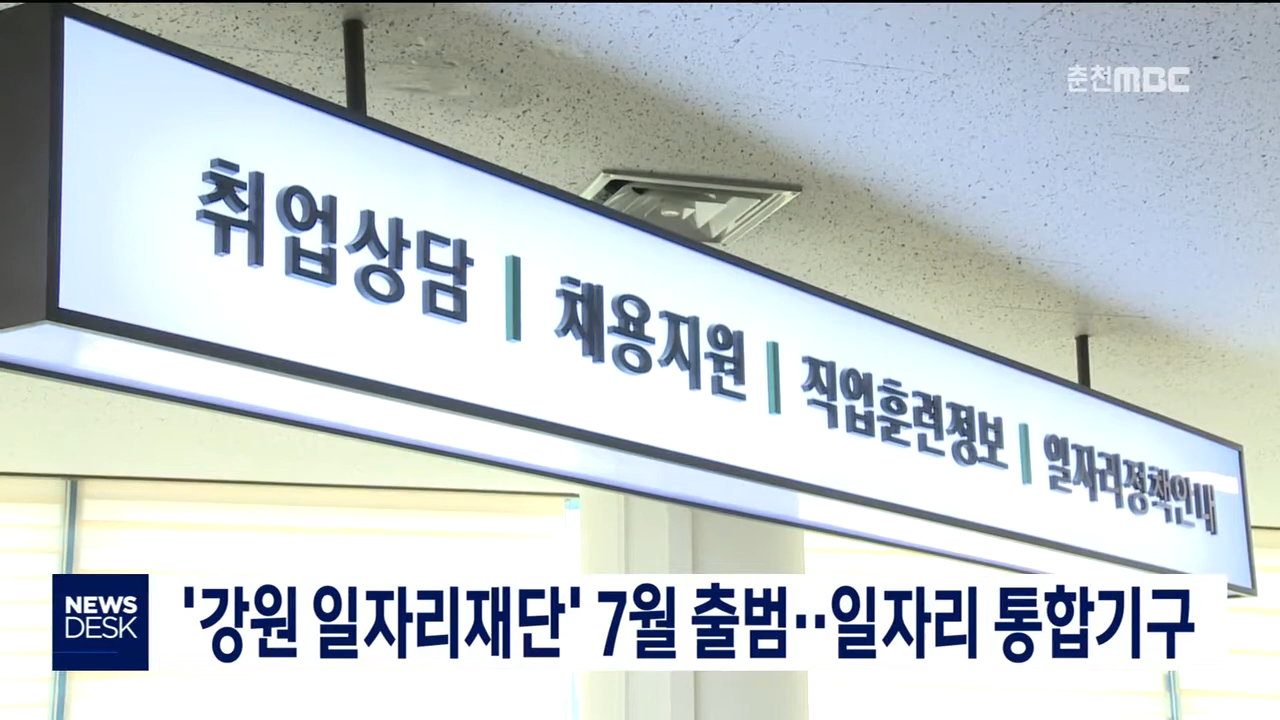 춘천MBC
취업상담 | 채용지원 | 직업훈련정보 | 일자리정책안내
NEWS
DESK
'강원 일자리재단' 7월 출범··일자리 통합기구